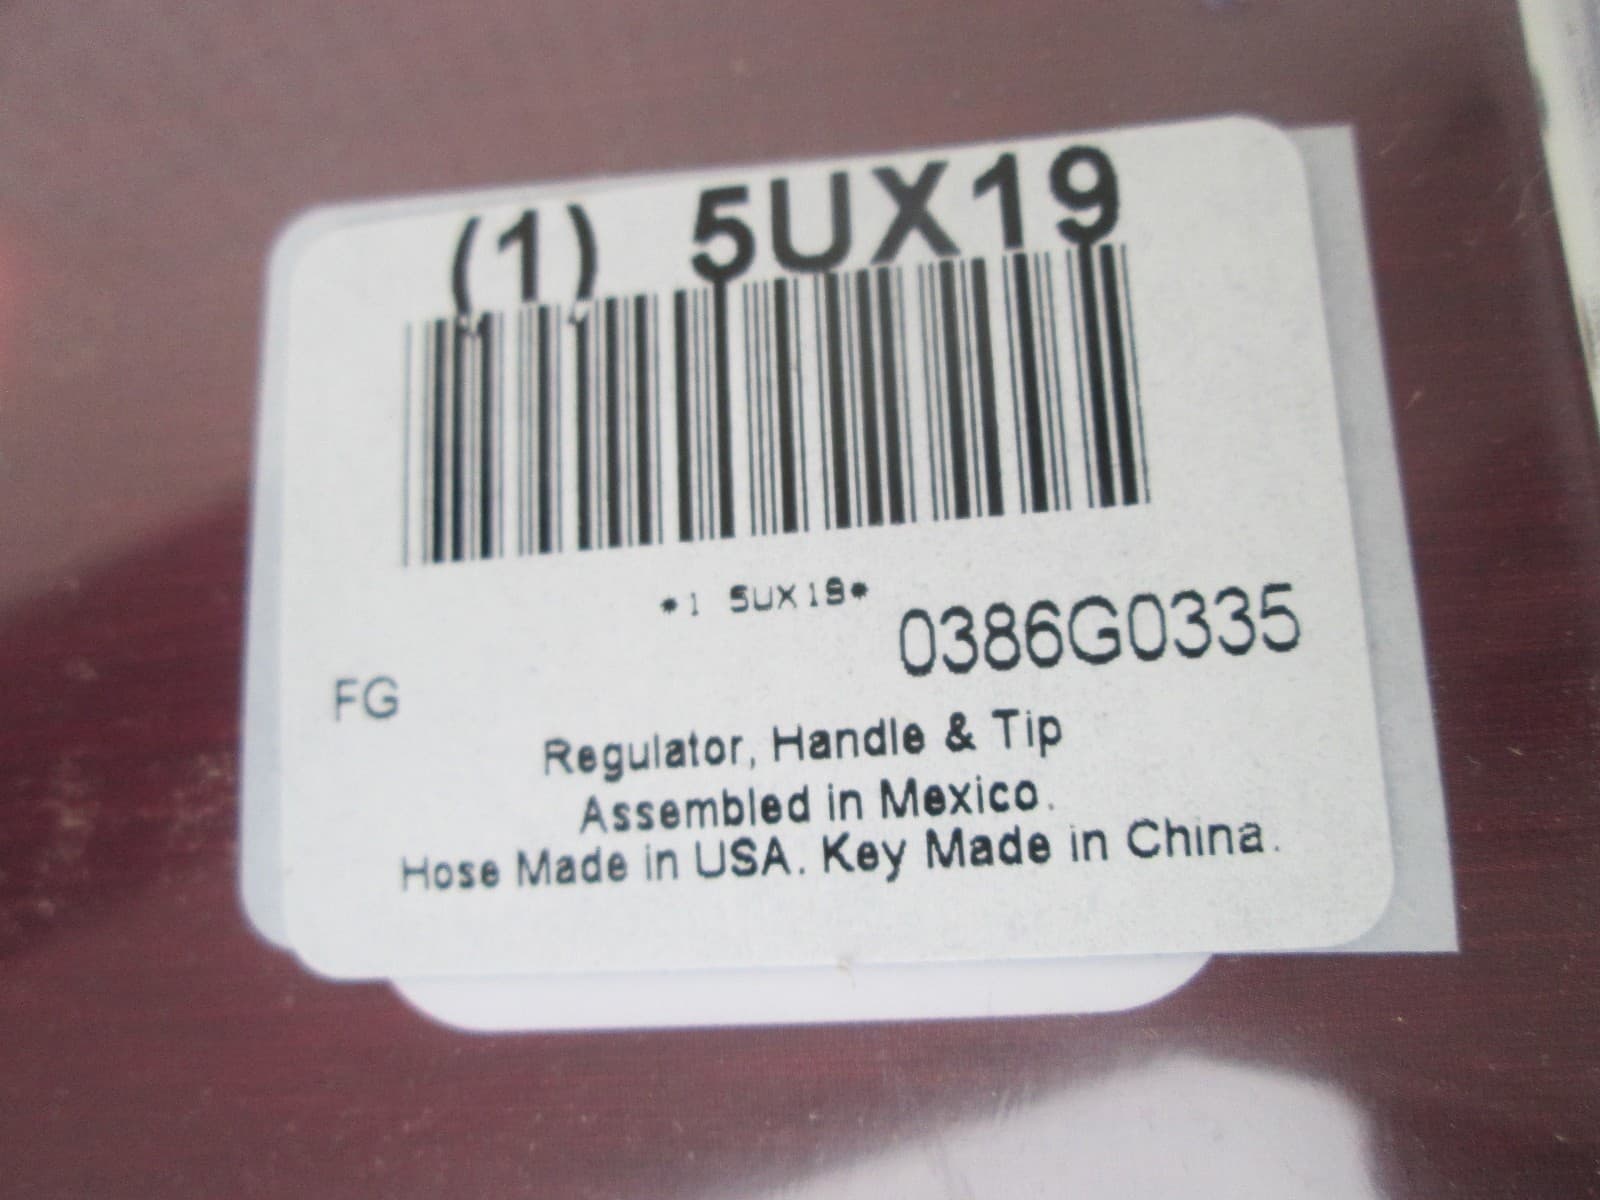 (1) 5UX19
*1 5UX19*
0386G0335
FG
Regulator, Handle & Tip
Assembled in Mexico.
Hose Made in USA. Key Made in China.